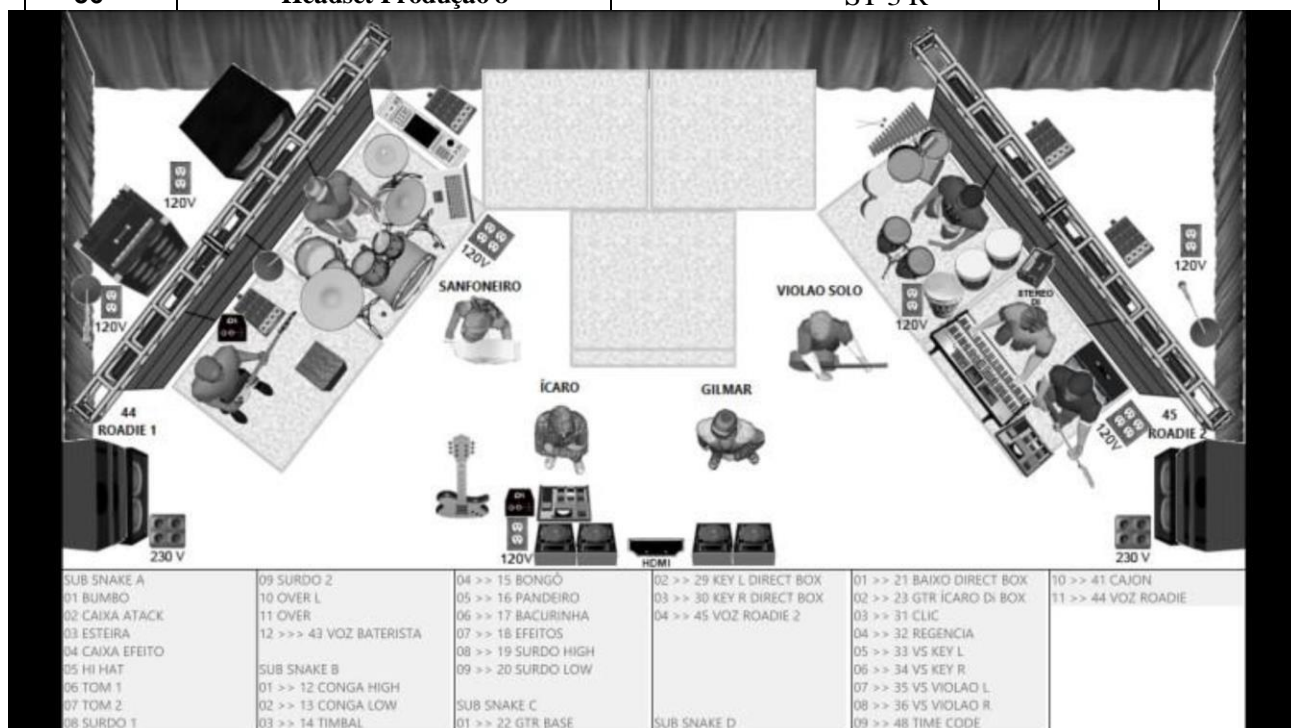 120V
120V
120V
SANFONEIRO
VIOLAO SOLO
STEREO
DI
120V
120V
DI
ÍCARO
GILMAR
44
ROADIE 1
45
ROADIE 2
120V
DI
120V
HDMI
230 V
230 V
SUB SNAKE A
01 BUMBO
02 CAIXA ATACK
03 ESTEIRA
04 CAIXA EFEITO
05 HI HAT
06 TOM 1
07 TOM 2
08 SURDO 1
09 SURDO 2
10 OVER L
11 OVER
12 >>> 43 VOZ BATERISTA
SUB SNAKE B
01 >> 12 CONGA HIGH
02 >> 13 CONGA LOW
03 >> 14 TIMBAL
04 >> 15 BONGÔ
05 >> 16 PANDEIRO
06 >> 17 BACURINHA
07 >> 18 EFEITOS
08 >> 19 SURDO HIGH
09 >> 20 SURDO LOW
SUB SNAKE C
01 >> 22 GTR BASE
02 >> 29 KEY L DIRECT BOX
03 >> 30 KEY R DIRECT BOX
04 >> 45 VOZ ROADIE 2
SUB SNAKE D
01 >> 21 BAIXO DIRECT BOX
02 >> 23 GTR ÍCARO Di BOX
03 >> 31 CLIC
04 >> 32 REGENCIA
05 >> 33 VS KEY L
06 >> 34 VS KEY R
07 >> 35 VS VIOLAO L
08 >> 36 VS VIOLAO R
09 >> 48 TIME CODE
10 >> 41 CAJON
11 >> 44 VOZ ROADIE